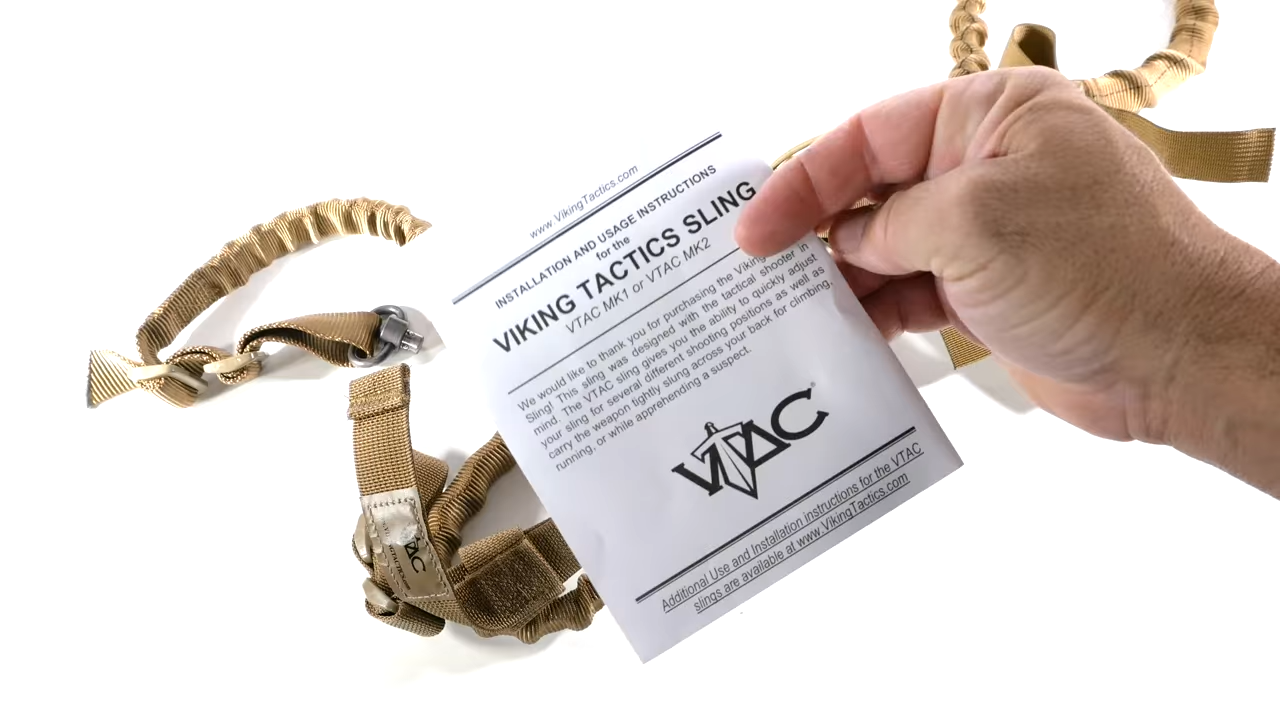 www.VikingTactics.com
INSTALLATION AND USAGE INSTRUCTIONS
for the
VIKING TACTICS SLING
VTAC MK1 or VTAC MK2
We would like to thank you for purchasing the Viking
Sling! This sling was designed with the tactical shooter in
mind. The VTAC sling gives you the ability to quickly adjust
your sling for several different shooting positions as well as
carry the weapon tightly slung across your back for climbing,
running, or while apprehending a suspect.
VTAC®
Additional Use and Installation instructions for the VTAC
slings are available at www.VikingTactics.com